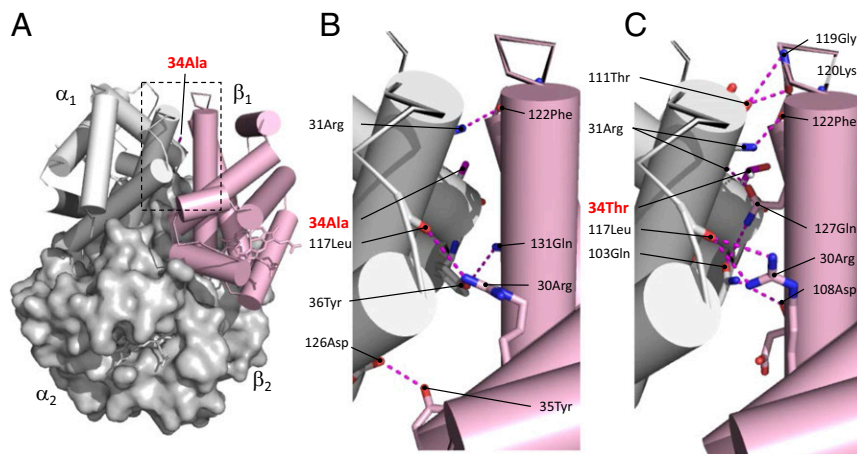 A
34Ala
α1
β1
α2
β2
B
31Arg
122Phe
34Ala
117Leu
131Gln
36Tyr
30Arg
126Asp
35Tyr
C
119Gly
120Lys
111Thr
31Arg
122Phe
34Thr
117Leu
127Gln
103Gln
30Arg
108Asp